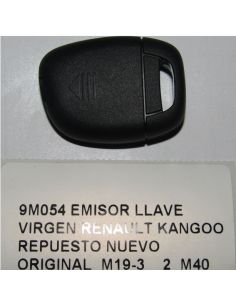 9M054 EMISOR LLAVE
VIRGEN RENAULT KANGOO
REPUESTO NUEVO
ORIGINAL M19-3 2 M40